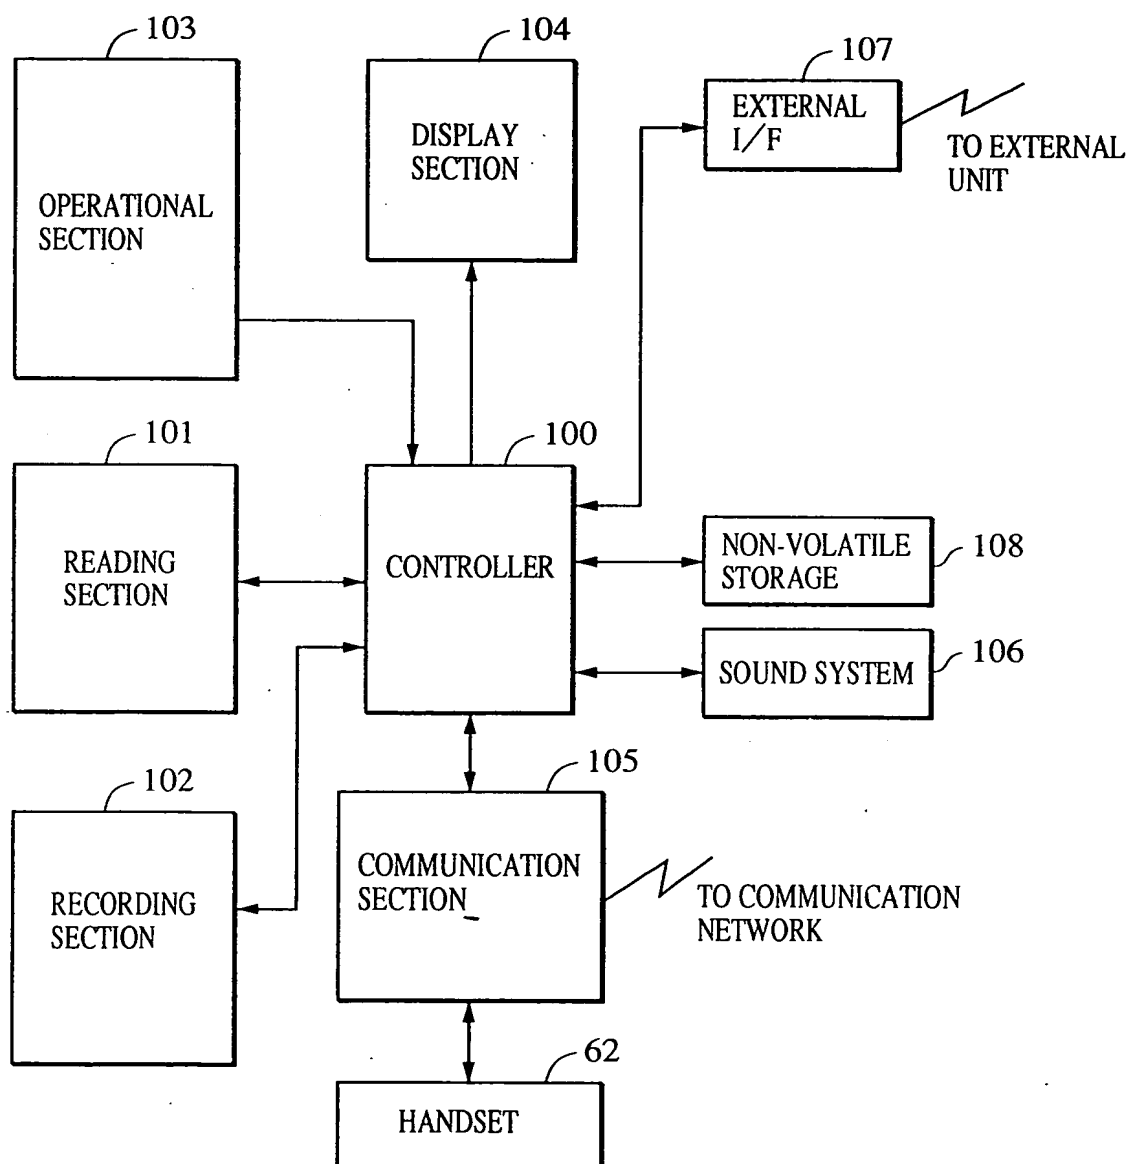 103
OPERATIONAL
SECTION
104
DISPLAY
SECTION
107
EXTERNAL
I/F
TO EXTERNAL
UNIT
101
READING
SECTION
100
CONTROLLER
NON-VOLATILE
STORAGE
108
SOUND SYSTEM
106
102
RECORDING
SECTION
105
COMMUNICATION
SECTION
TO COMMUNICATION
NETWORK
62
HANDSET